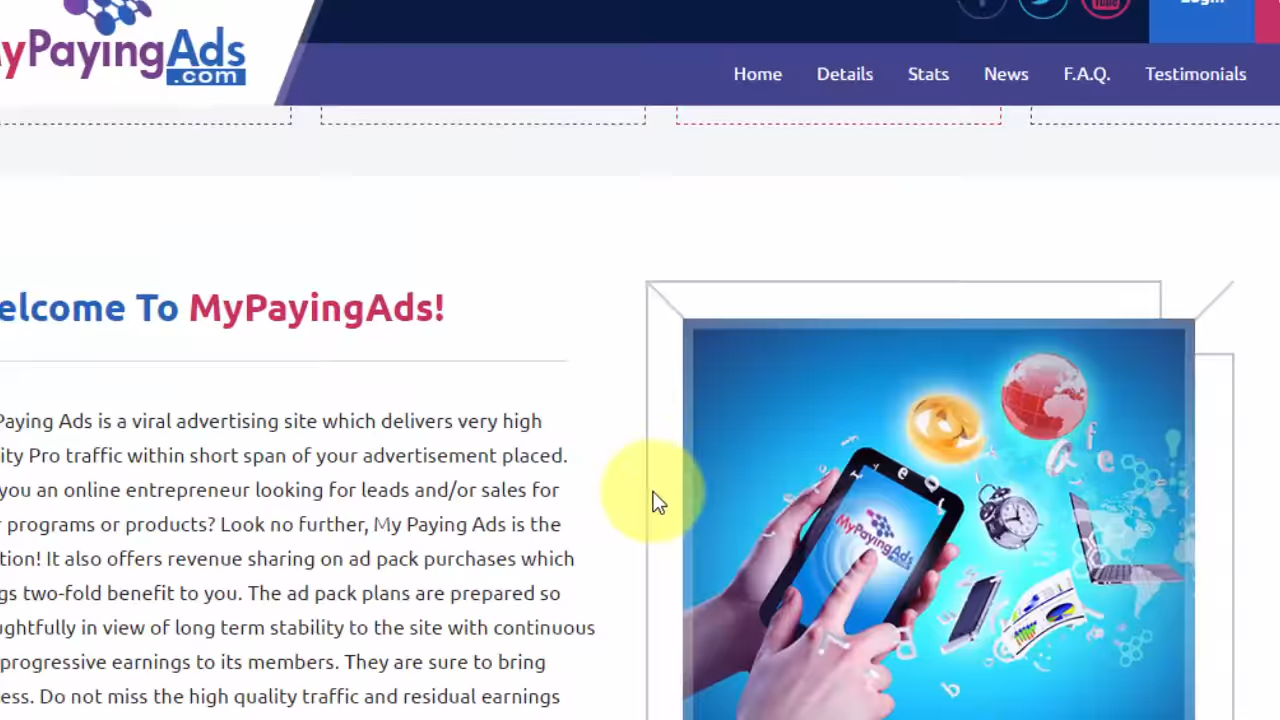 yPayingAds
.com
Login
Home Details Stats News F.A.Q. Testimonials
elcome To MyPayingAds!
Paying Ads is a viral advertising site which delivers very high
ity Pro traffic within short span of your advertisement placed.
you an online entrepreneur looking for leads and/or sales for
r programs or products? Look no further, My Paying Ads is the
tion! It also offers revenue sharing on ad pack purchases which
gs two-fold benefit to you. The ad pack plans are prepared so
ughtfully in view of long term stability to the site with continuous
progressive earnings to its members. They are sure to bring
ess. Do not miss the high quality traffic and residual earnings
MyPayingAds